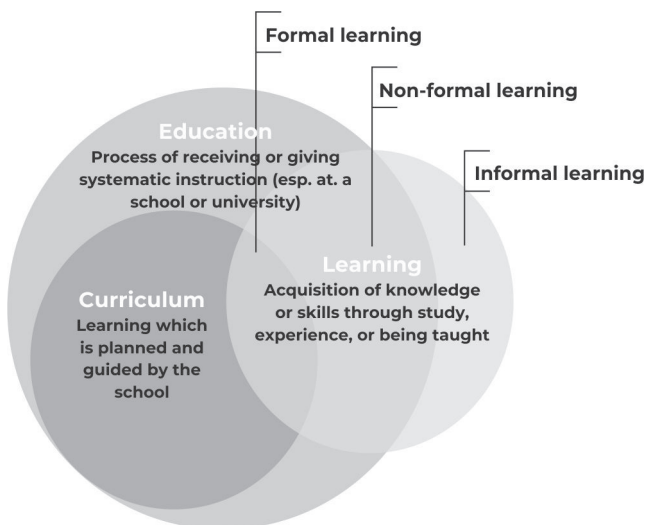 Formal learning
Non-formal learning
Informal learning
Education
Process of receiving or giving
systematic instruction (esp. at. a
school or university)
Learning
Acquisition of knowledge
or skills through study,
experience, or being taught
Curriculum
Learning which
is planned and
guided by the
school